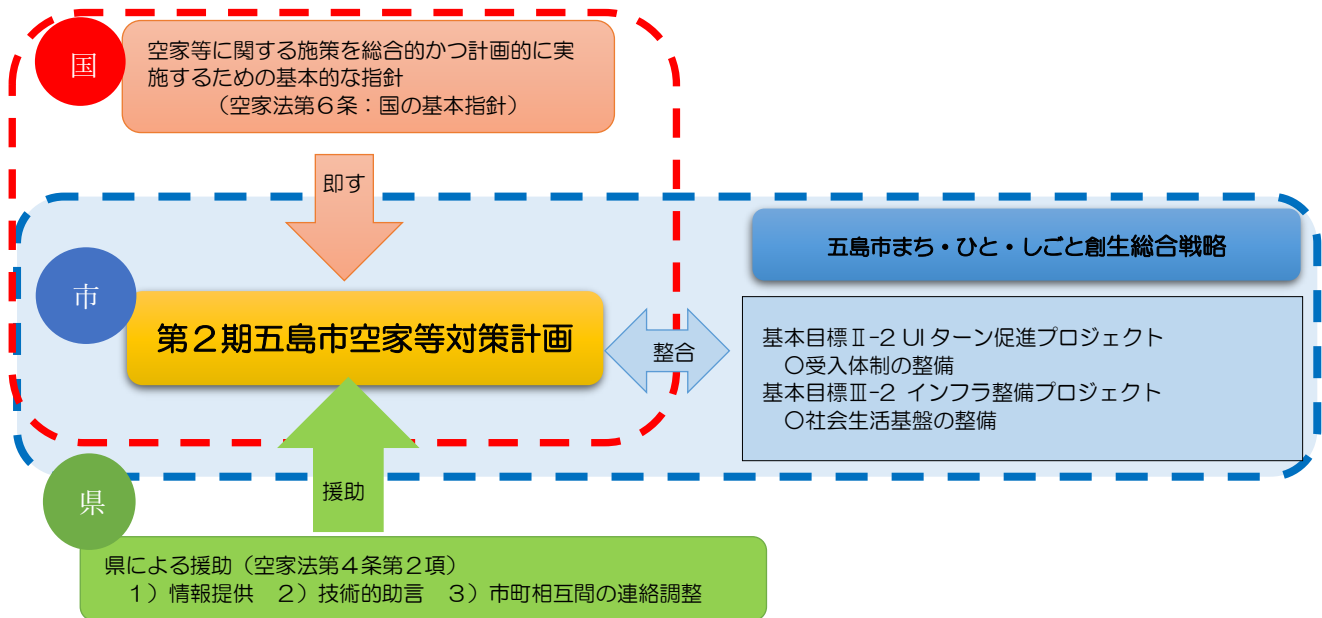 国
空家等に関する施策を総合的かつ計画的に実
施するための基本的な指針
（空家法第６条：国の基本指針）
即す
市
第２期五島市空家等対策計画
整合
五島市まち・ひと・しごと創生総合戦略
基本目標Ⅱ-2 UI ターン促進プロジェクト
〇受入体制の整備
基本目標Ⅲ-2 インフラ整備プロジェクト
〇社会生活基盤の整備
援助
県
県による援助（空家法第４条第２項）
１）情報提供　２）技術的助言　３）市町相互間の連絡調整